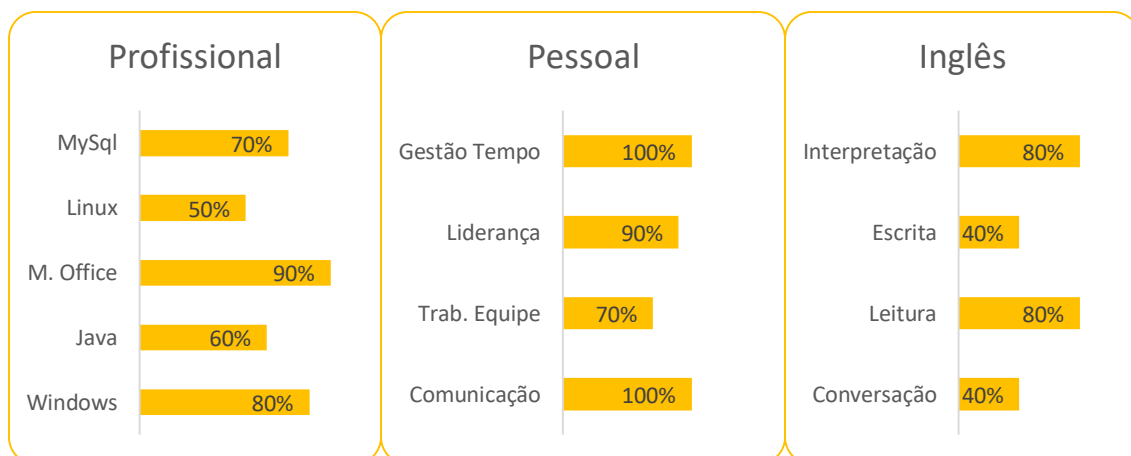 Profissional
MySql 70%
Linux 50%
M. Office 90%
Java 60%
Windows 80%
Pessoal
Gestão Tempo 100%
Liderança 90%
Trab. Equipe 70%
Comunicação 100%
Inglês
Interpretação 80%
Escrita 40%
Leitura 80%
Conversação 40%